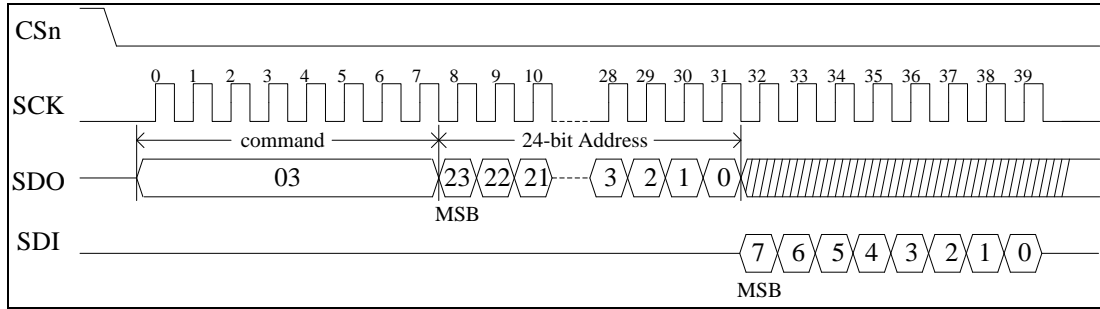 CSn
0 1 2 3 4 5 6 7 8 9 10 28 29 30 31 32 33 34 35 36 37 38 39
SCK
command 24-bit Address
SDO 03 23 22 21 3 2 1 0
MSB
SDI 7 6 5 4 3 2 1 0
MSB